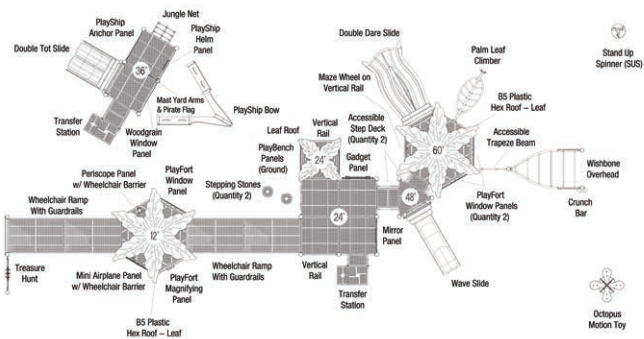 PlayShip
Anchor Panel
Jungle Net
PlayShip
Helm
Panel
Double Tot Slide
36"
Mast Yard Arms
& Pirate Flag
PlayShip Bow
Transfer
Station
Woodgrain
Window
Panel
Double Dare Slide
Palm Leaf
Climber
Stand Up
Spinner (SUS)
Maze Wheel on
Vertical Rail
B5 Plastic
Hex Roof – Leaf
Accessible
Step Deck
(Quantity 2)
Vertical
Rail
Leaf Roof
PlayBench
Panels
(Ground)
24"
Gadget
Panel
60"
Accessible
Trapeze Beam
Wishbone
Overhead
Periscope Panel
w/ Wheelchair Barrier
PlayFort
Window
Panel
Stepping Stones
(Quantity 2)
48"
PlayFort
Window Panels
(Quantity 2)
Crunch
Bar
Wheelchair Ramp
With Guardrails
12"
24"
Mirror
Panel
Wave Slide
Treasure
Hunt
Mini Airplane Panel
w/ Wheelchair Barrier
PlayFort
Magnifying
Panel
Wheelchair Ramp
With Guardrails
Vertical
Rail
Transfer
Station
B5 Plastic
Hex Roof – Leaf
Octopus
Motion Toy